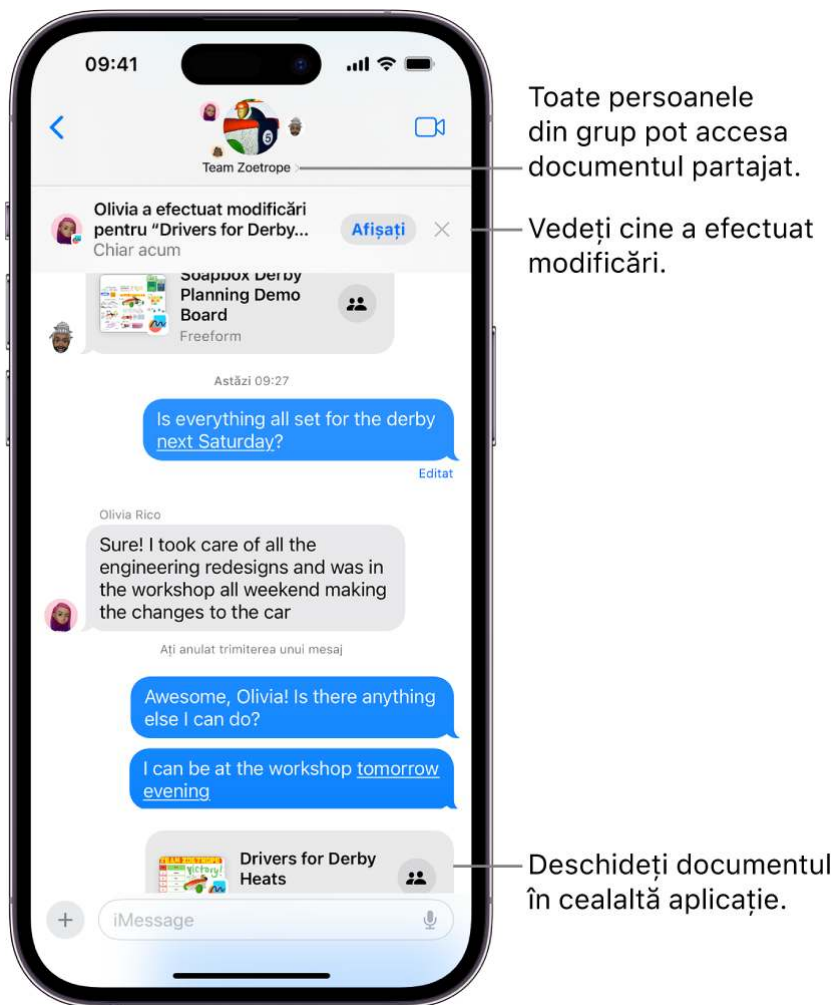 09:41
Team Zoetrope
Toate persoanele
din grup pot accesa
documentul partajat.
Olivia a efectuat modificări
pentru “Drivers for Derby...
Chiar acum
Afișați
Vedeți cine a efectuat
modificări.
Soapbox Derby
Planning Demo
Board
Freeform
Astăzi 09:27
Is everything all set for the derby
next Saturday?
Editat
Olivia Rico
Sure! I took care of all the
engineering redesigns and was in
the workshop all weekend making
the changes to the car
Ați anulat trimiterea unui mesaj
Awesome, Olivia! Is there anything
else I can do?
I can be at the workshop tomorrow
evening
Drivers for Derby
Heats
Deschideți documentul
în cealaltă aplicație.
iMessage